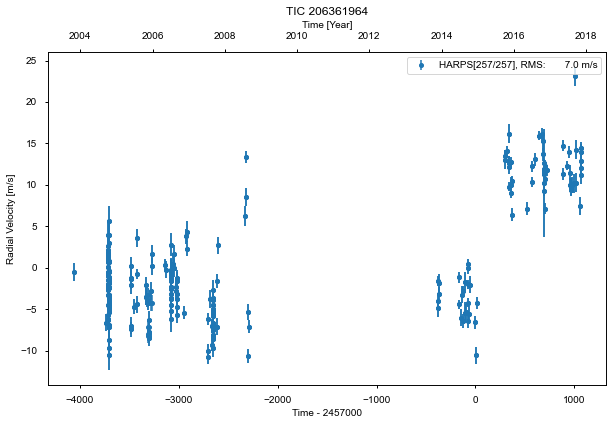 TIC 206361964
Time [Year]
2004 2006 2008 2010 2012 2014 2016 2018
HARPS[257/257], RMS: 7.0 m/s
25
20
15
10
5
0
−5
−10
Radial Velocity [m/s]
−4000 −3000 −2000 −1000 0 1000
Time - 2457000